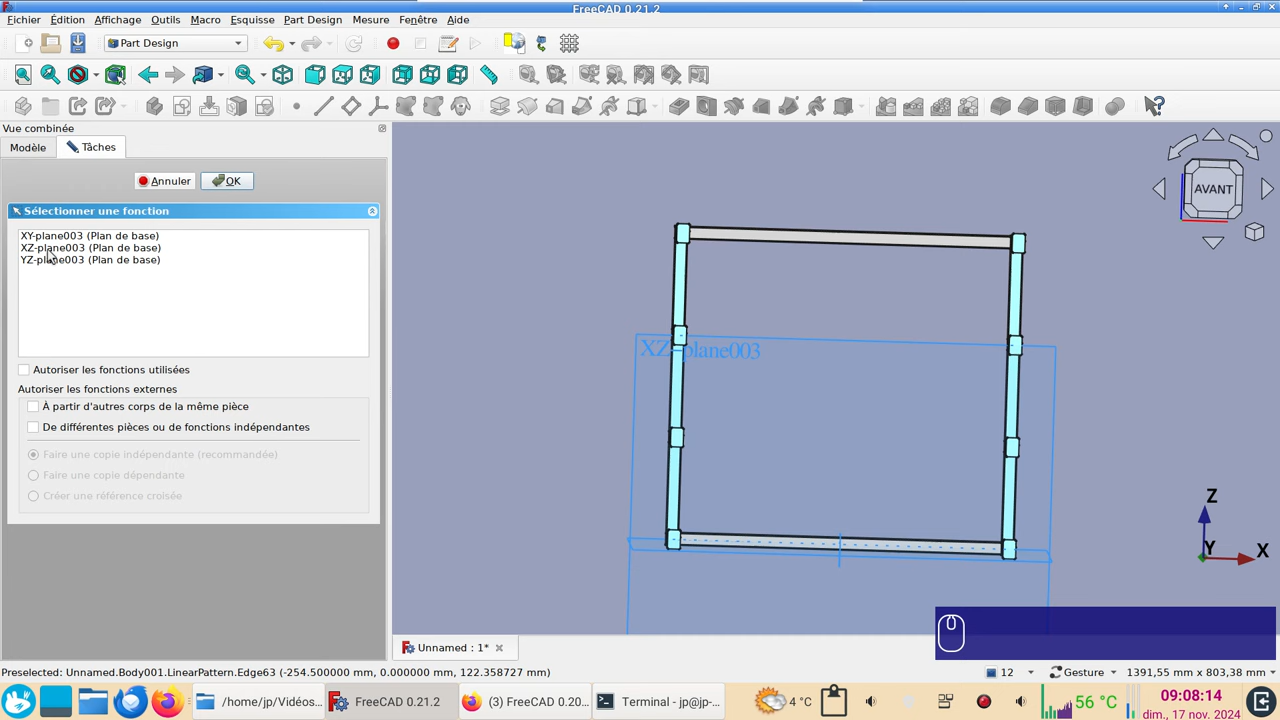 FreeCAD 0.21.2
Fichier Édition Affichage Outils Macro Esquisse Part Design Mesure Fenêtre Aide
Part Design
Vue combinée
Modèle Tâches
Annuler OK
Sélectionner une fonction
XY-plane003 (Plan de base)
XZ-plane003 (Plan de base)
YZ-plane003 (Plan de base)
Autoriser les fonctions utilisées
Autoriser les fonctions externes
À partir d'autres corps de la même pièce
De différentes pièces ou de fonctions indépendantes
Faire une copie indépendante (recommandée)
Faire une copie dépendante
Créer une référence croisée
AVANT
XZ-plane003
Z
Y X
Unnamed : 1*
Preselected: Unnamed.Body001.LinearPattern.Edge63 (-254.500000 mm, 0.000000 mm, 122.358727 mm)
12 Gesture 1391,55 mm x 803,38 mm
/home/jp/Vidéos... FreeCAD 0.21.2 (3) FreeCAD 0.20... Terminal - jp@jp-... 4 °C 56 °C
09:08:14
dim., 17 nov. 2024